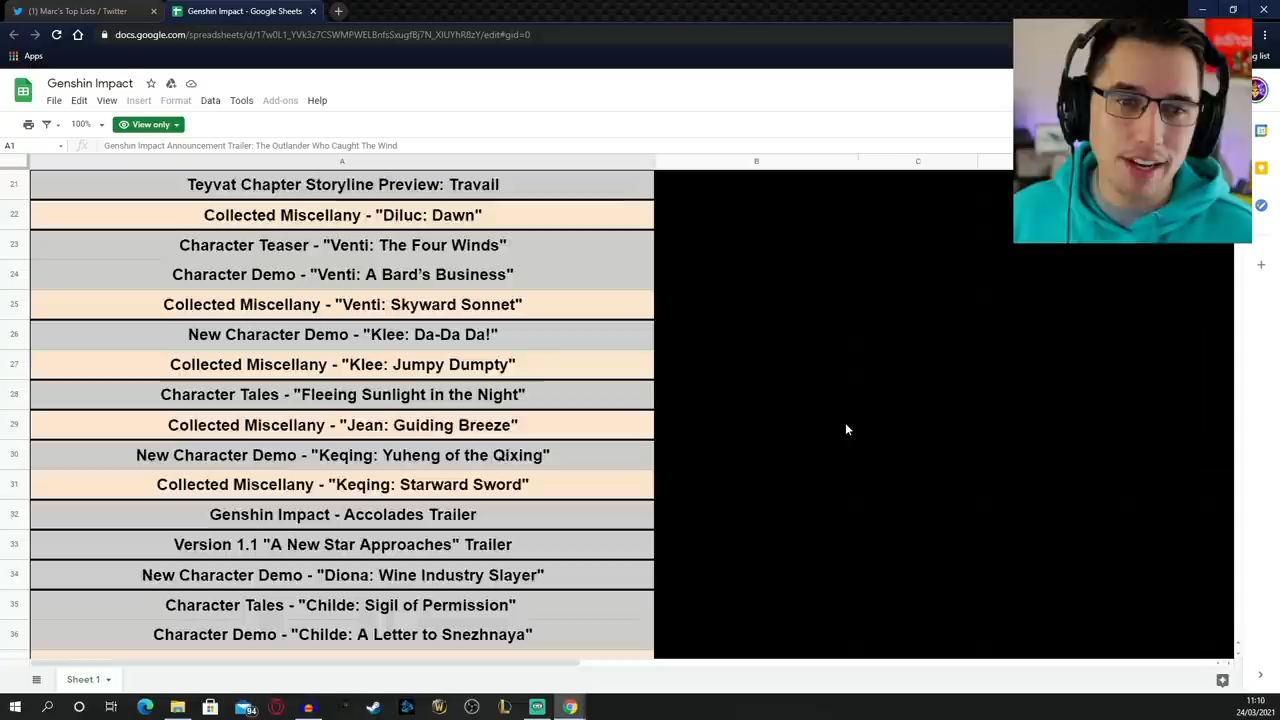 (1) Marc's Top Lists / Twitter
Genshin Impact - Google Sheets
docs.google.com/spreadsheets/d/17w0L1_YVk3z7CSWMPWELBnfsSxugfBj7N_XIUYhR8zY/edit#gid=0
Apps
Genshin Impact
File Edit View Insert Format Data Tools Add-ons Help
100% View only
A1 fx Genshin Impact Announcement Trailer: The Outlander Who Caught The Wind
A B C
21 Teyvat Chapter Storyline Preview: Travail
22 Collected Miscellany - "Diluc: Dawn"
23 Character Teaser - "Venti: The Four Winds"
24 Character Demo - "Venti: A Bard’s Business"
25 Collected Miscellany - "Venti: Skyward Sonnet"
26 New Character Demo - "Klee: Da-Da Da!"
27 Collected Miscellany - "Klee: Jumpy Dumpty"
28 Character Tales - "Fleeing Sunlight in the Night"
29 Collected Miscellany - "Jean: Guiding Breeze"
30 New Character Demo - "Keqing: Yuheng of the Qixing"
31 Collected Miscellany - "Keqing: Starward Sword"
32 Genshin Impact - Accolades Trailer
33 Version 1.1 "A New Star Approaches" Trailer
34 New Character Demo - "Diona: Wine Industry Slayer"
35 Character Tales - "Childe: Sigil of Permission"
36 Character Demo - "Childe: A Letter to Snezhnaya"
Sheet 1
94
11:10
24/03/2021